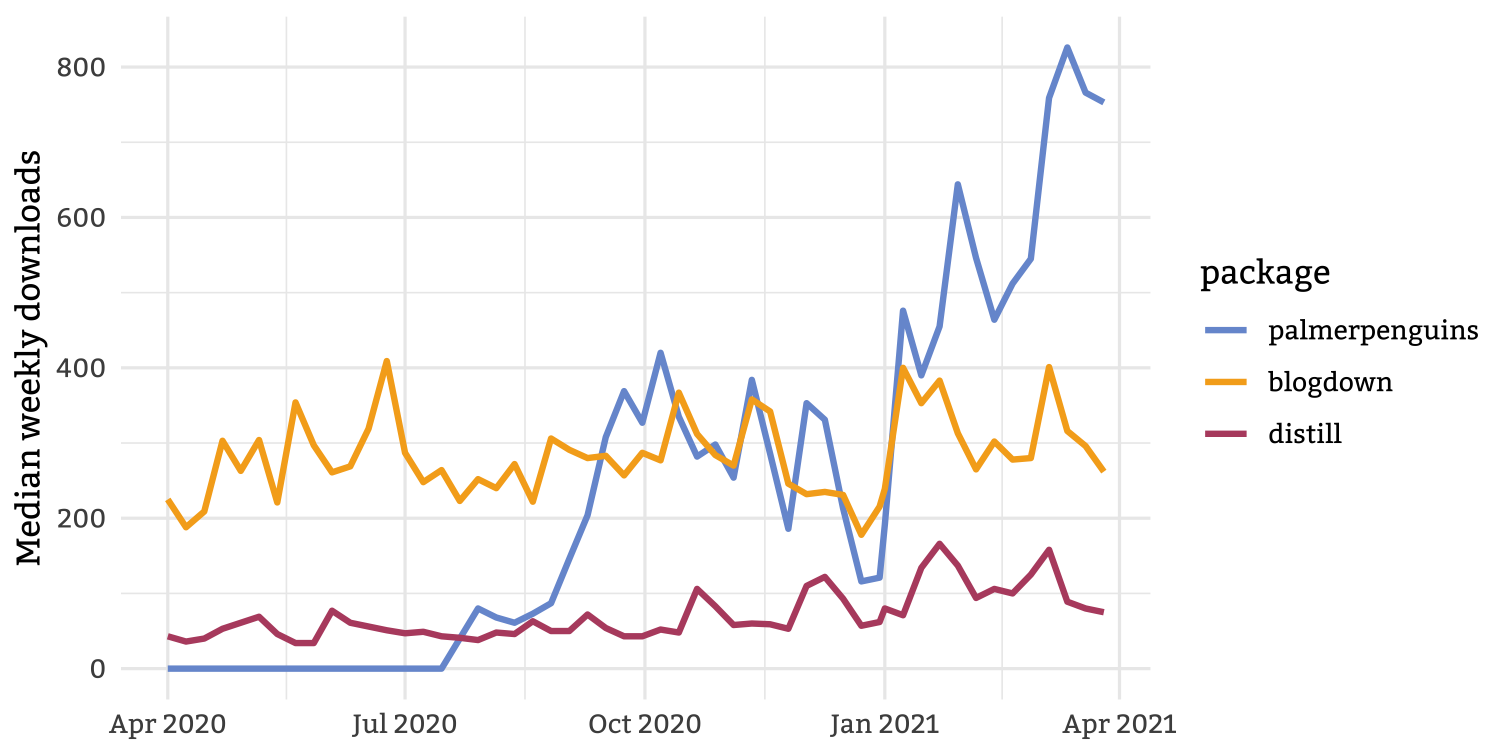 Median weekly downloads
800
600
400
200
0
Apr 2020
Jul 2020
Oct 2020
Jan 2021
Apr 2021
package
palmerpenguins
blogdown
distill